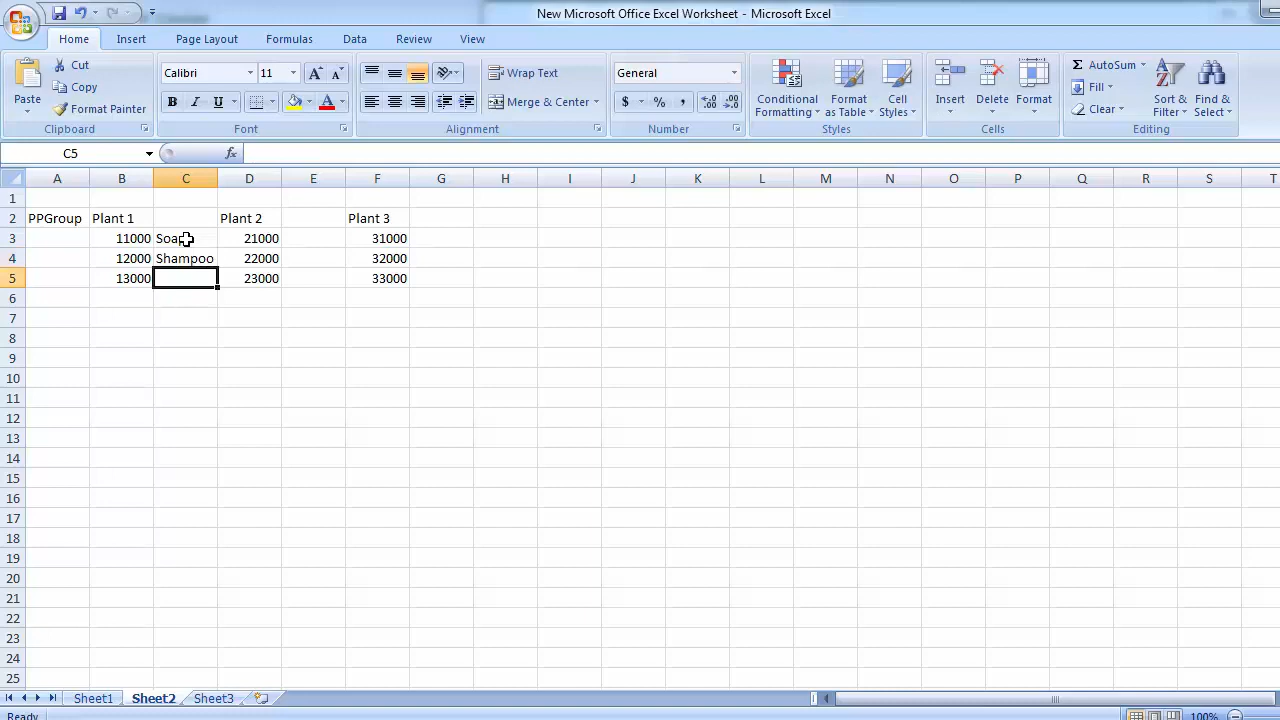 New Microsoft Office Excel Worksheet - Microsoft Excel
Home Insert Page Layout Formulas Data Review View
Paste Cut Copy Format Painter
Calibri 11 A A
B I U A
Wrap Text
Merge & Center
General
$ % , .0 .00 .00 .0
Conditional Formatting Format as Table Cell Styles
Insert Delete Format
Σ AutoSum Fill Clear
Sort & Filter Find & Select
Clipboard Font Alignment Number Styles Cells Editing
C5 fx
A B C D E F G H I J K L M N O P Q R S T
1
2 PPGroup Plant 1 Plant 2 Plant 3
3 11000 Soap 21000 31000
4 12000 Shampoo 22000 32000
5 13000 23000 33000
6
7
8
9
10
11
12
13
14
15
16
17
18
19
20
21
22
23
24
25
Sheet1 Sheet2 Sheet3
Ready 100%